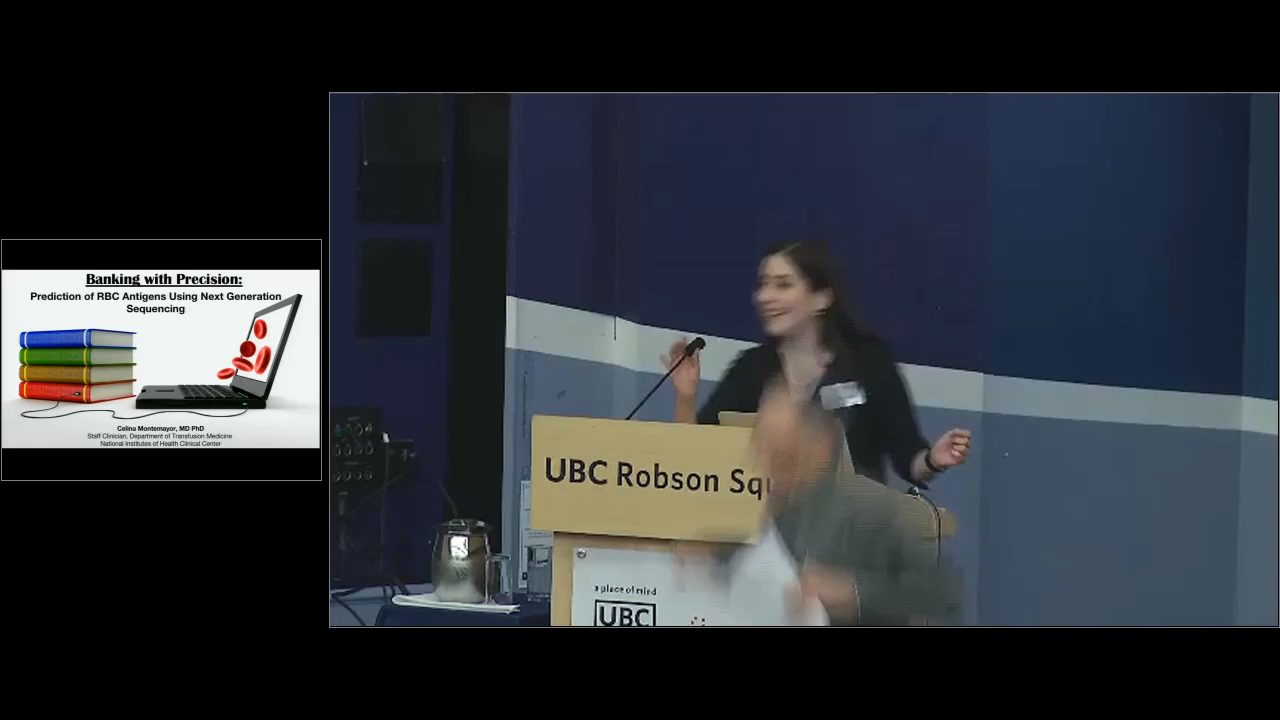 Banking with Precision:
Prediction of RBC Antigens Using Next Generation
Sequencing
Celina Montemayor, MD PhD
Staff Clinician, Department of Transfusion Medicine
National Institutes of Health Clinical Center
UBC Robson Squ
a place of mind
UBC